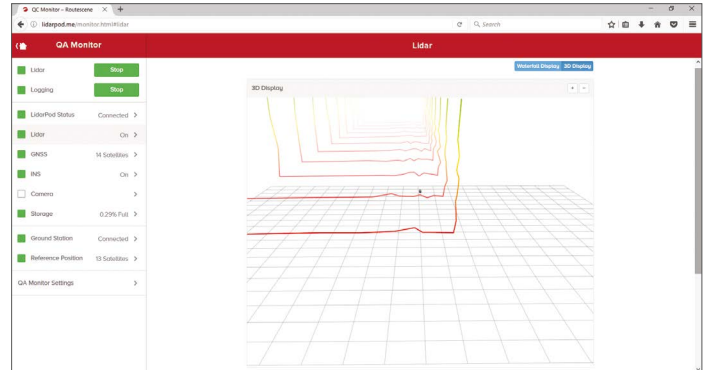 QC Monitor – Routescene
lidarpod.me/monitor.html#lidar
Search
QA Monitor
Lidar
Lidar Stop
Logging Stop
LidarPod Status Connected
Lidar On
GNSS 14 Satellites
INS On
Camera
Storage 0.29% Full
Ground Station Connected
Reference Position 13 Satellites
QA Monitor Settings
Waterfall Display 3D Display
3D Display
+ -